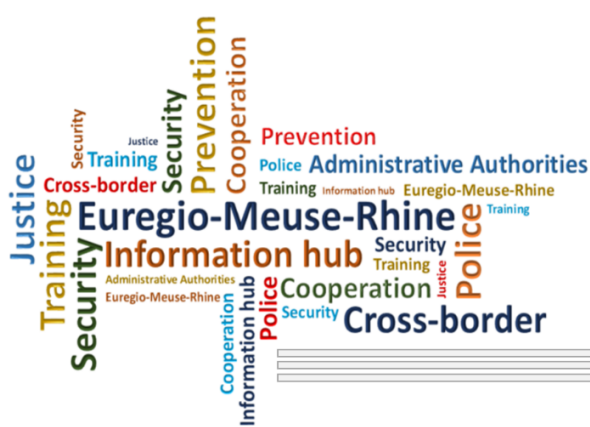 Prevention
Cooperation
Security
Security
Justice
Prevention
Training
Police
Administrative Authorities
Justice
Cross-border
Training
Information hub
Euregio-Meuse-Rhine
Training
Euregio-Meuse-Rhine
Training
Police
Security
Information hub
Security
Training
Justice
Administrative Authorities
Cooperation
Euregio-Meuse-Rhine
Cooperation
Information hub
Police
Security
Cross-border